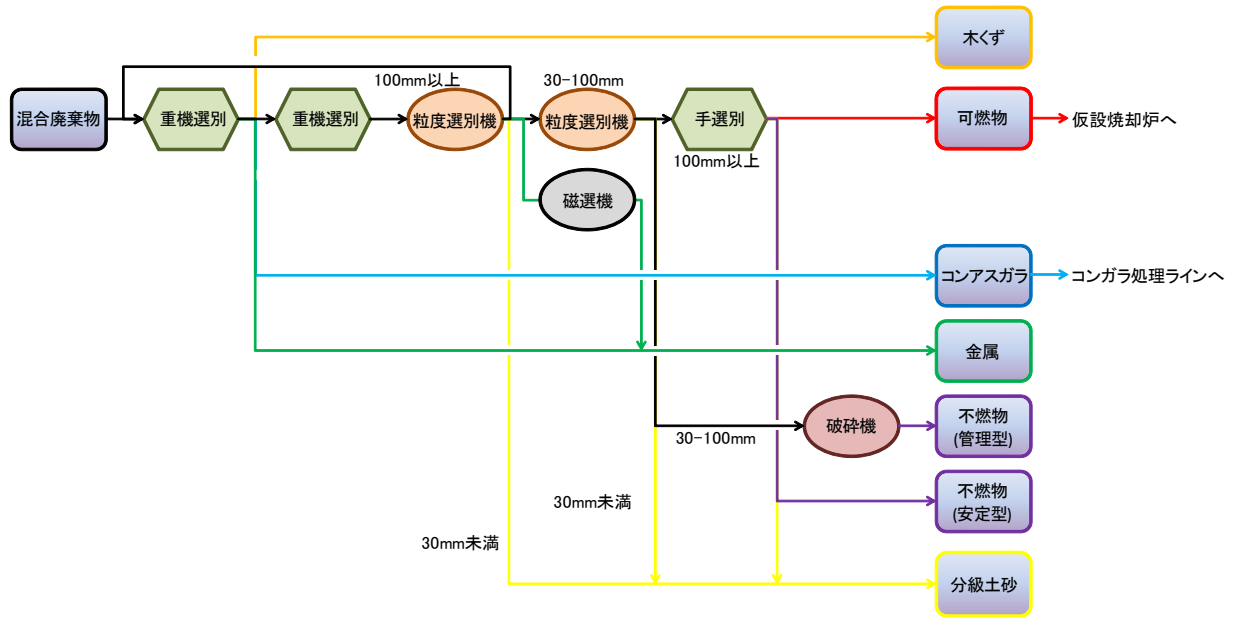 木くず
100mm以上
30-100mm
混合廃棄物
重機選別
重機選別
粒度選別機
粒度選別機
手選別
可燃物
仮設焼却炉へ
100mm以上
磁選機
コンアスガラ
コンガラ処理ラインへ
金属
破砕機
不燃物
(管理型)
30-100mm
不燃物
(安定型)
30mm未満
30mm未満
分級土砂